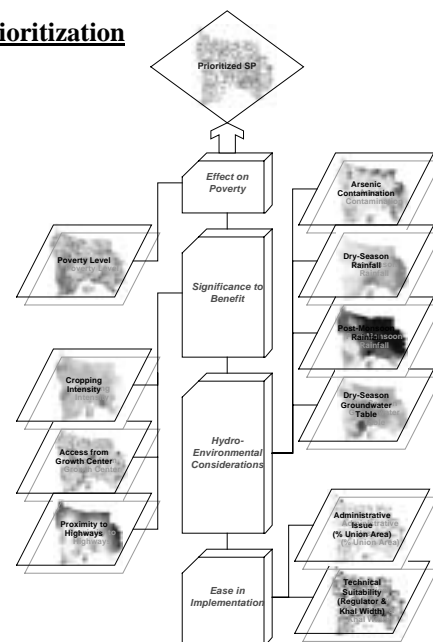 ioritization
Prioritized SP
Effect on
Poverty
Poverty Level
Significance to
Benefit
Cropping
Intensity
Access from
Growth Center
Proximity to
Highways
Hydro-
Environmental
Considerations
Arsenic
Contamination
Dry-Season
Rainfall
Post-Monsoon
Rainfall
Dry-Season
Groundwater
Table
Ease in
Implementation
Administrative
Issue
(% Union Area)
Technical
Suitability
(Regulator &
Khal Width)